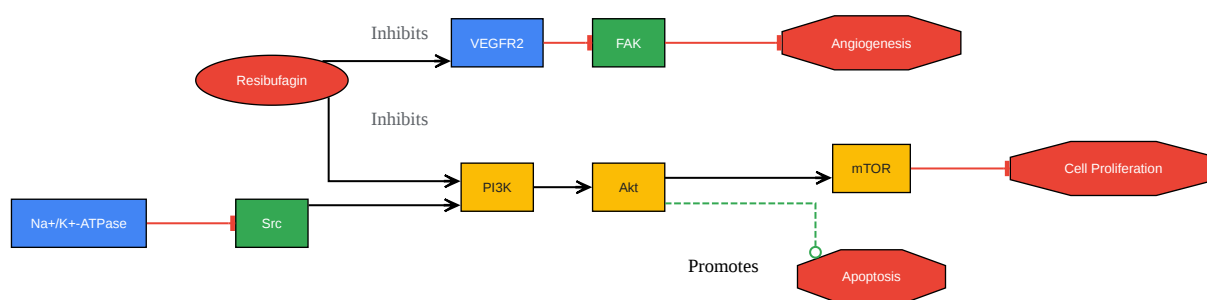 Inhibits
VEGFR2
FAK
Angiogenesis
Resibufagin
Inhibits
PI3K
Akt
mTOR
Cell Proliferation
Na+/K+-ATPase
Src
Promotes
Apoptosis